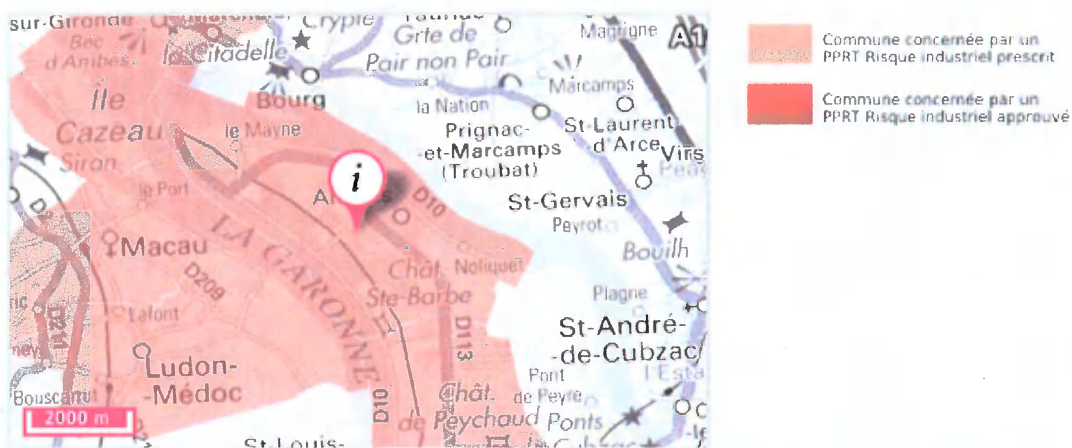 sur-Gironde
Crypte
Grte de
Magrigne
Bec
d'Ambès
la Citadelle
Pair non Pair
Marcamps
Ile
Bourg
la Nation
Cazeau
le Mayne
Prignac-
-et-Marcamps
(Troubat)
St-Laurent
d'Arce
Virs
Siran
i
le Port
D10
St-Gervais
Peyrot
Bouilh
LA GARONNE
Macau
D209
Chât.
Ste-Barbe
Plagne
Lafont
D113
St-André-
-de-Cubzac
Ludon-
-Médoc
Pont
de Peyre
l'Esta
D10
Chât.
de Peychaud
Ponts
2000 m
St-Louis-
Commune concernée par un
PPRT Risque industriel prescrit
Commune concernée par un
PPRT Risque industriel approuvé